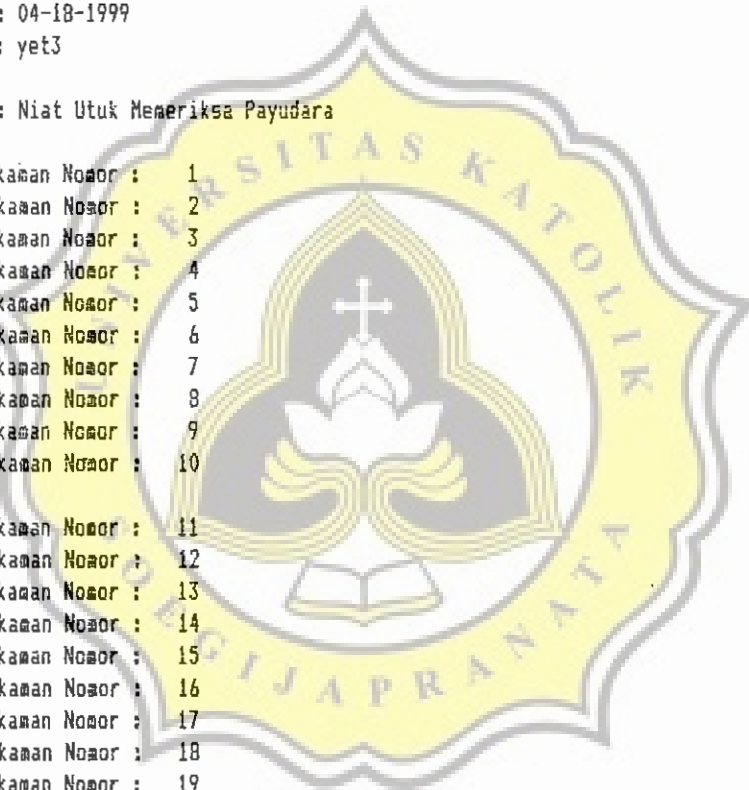 : 04-18-1999
: yet3
: Niat Utuk Memeriksa Payudara
kaman Nomor : 1
kaman Nomor : 2
kaman Nomor : 3
kaman Nomor : 4
kaman Nomor : 5
kaman Nomor : 6
kaman Nomor : 7
kaman Nomor : 8
kaman Nomor : 9
kaman Nomor : 10
kaman Nomor : 11
kaman Nomor : 12
kaman Nomor : 13
kaman Nomor : 14
kaman Nomor : 15
kaman Nomor : 16
kaman Nomor : 17
kaman Nomor : 18
kaman Nomor : 19
UNIVERSITAS KATOLIK
SOEGIJAPRANATA